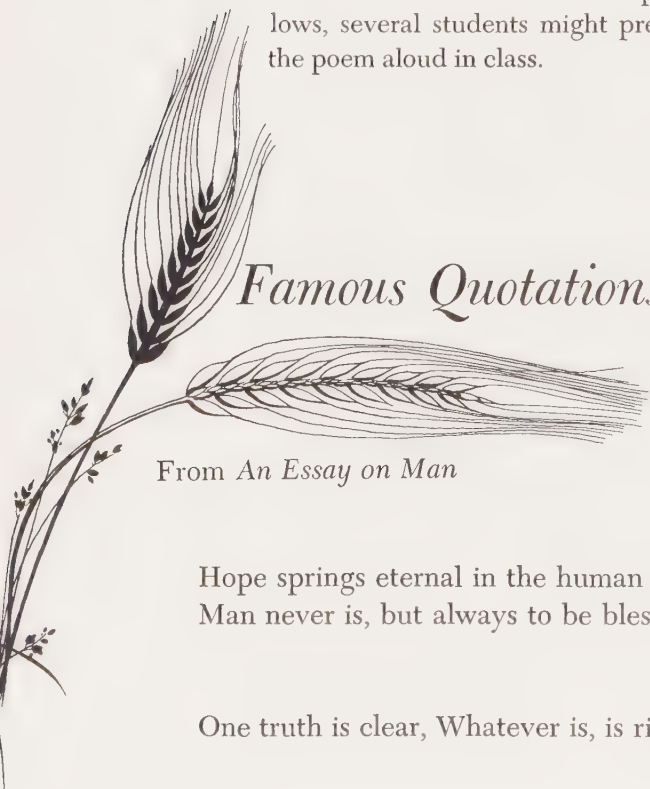 lows, several students might pre
the poem aloud in class.
Famous Quotations
From An Essay on Man
Hope springs eternal in the human
Man never is, but always to be bles
One truth is clear, Whatever is, is ri